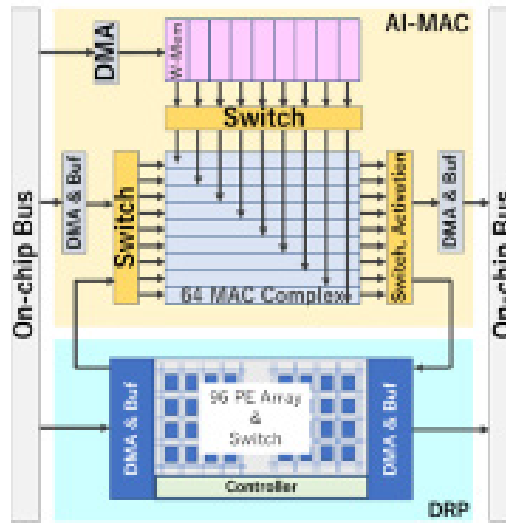 AI-MAC
DMA
W-Mem
Switch
On-chip Bus
DMA & Buf
Switch
64 MAC Complex
Switch, Activation
DMA & Buf
On-chip Bus
DMA & Buf
96 PE Array
&
Switch
DMA & Buf
Controller
DRP